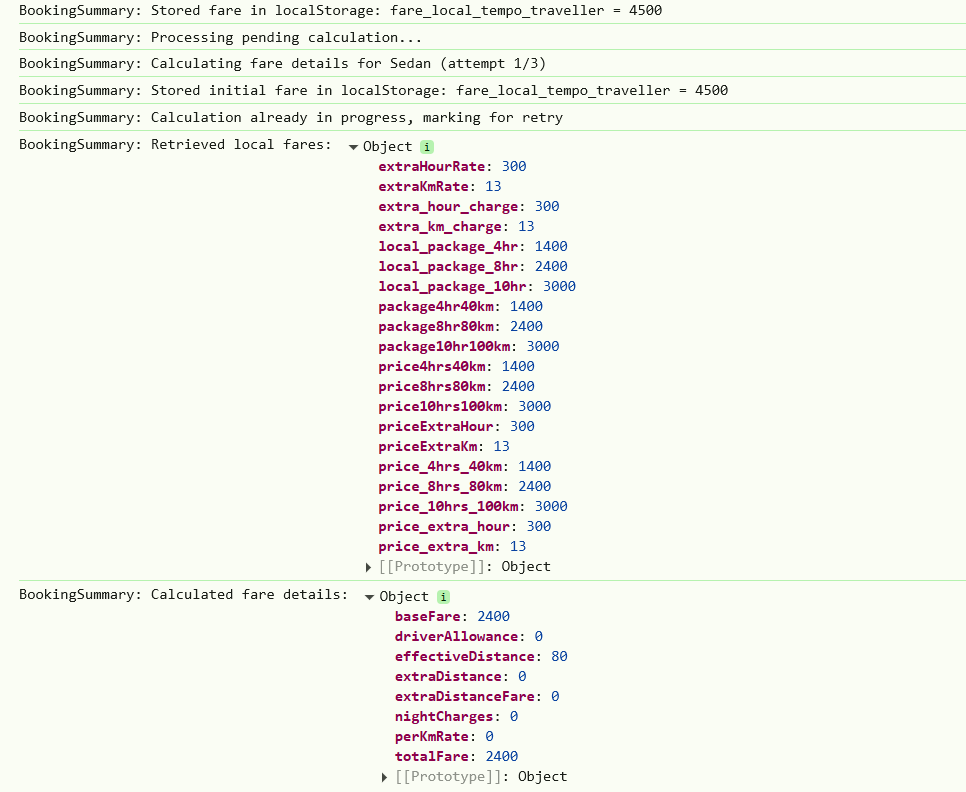 BookingSummary: Stored fare in localStorage: fare_local_tempo_traveller = 4500
BookingSummary: Processing pending calculation...
BookingSummary: Calculating fare details for Sedan (attempt 1/3)
BookingSummary: Stored initial fare in localStorage: fare_local_tempo_traveller = 4500
BookingSummary: Calculation already in progress, marking for retry
BookingSummary: Retrieved local fares: Object i
extraHourRate: 300
extraKmRate: 13
extra_hour_charge: 300
extra_km_charge: 13
local_package_4hr: 1400
local_package_8hr: 2400
local_package_10hr: 3000
package4hr40km: 1400
package8hr80km: 2400
package10hr100km: 3000
price4hrs40km: 1400
price8hrs80km: 2400
price10hrs100km: 3000
priceExtraHour: 300
priceExtraKm: 13
price_4hrs_40km: 1400
price_8hrs_80km: 2400
price_10hrs_100km: 3000
price_extra_hour: 300
price_extra_km: 13
[[Prototype]]: Object
BookingSummary: Calculated fare details: Object i
baseFare: 2400
driverAllowance: 0
effectiveDistance: 80
extraDistance: 0
extraDistanceFare: 0
nightCharges: 0
perKmRate: 0
totalFare: 2400
[[Prototype]]: Object